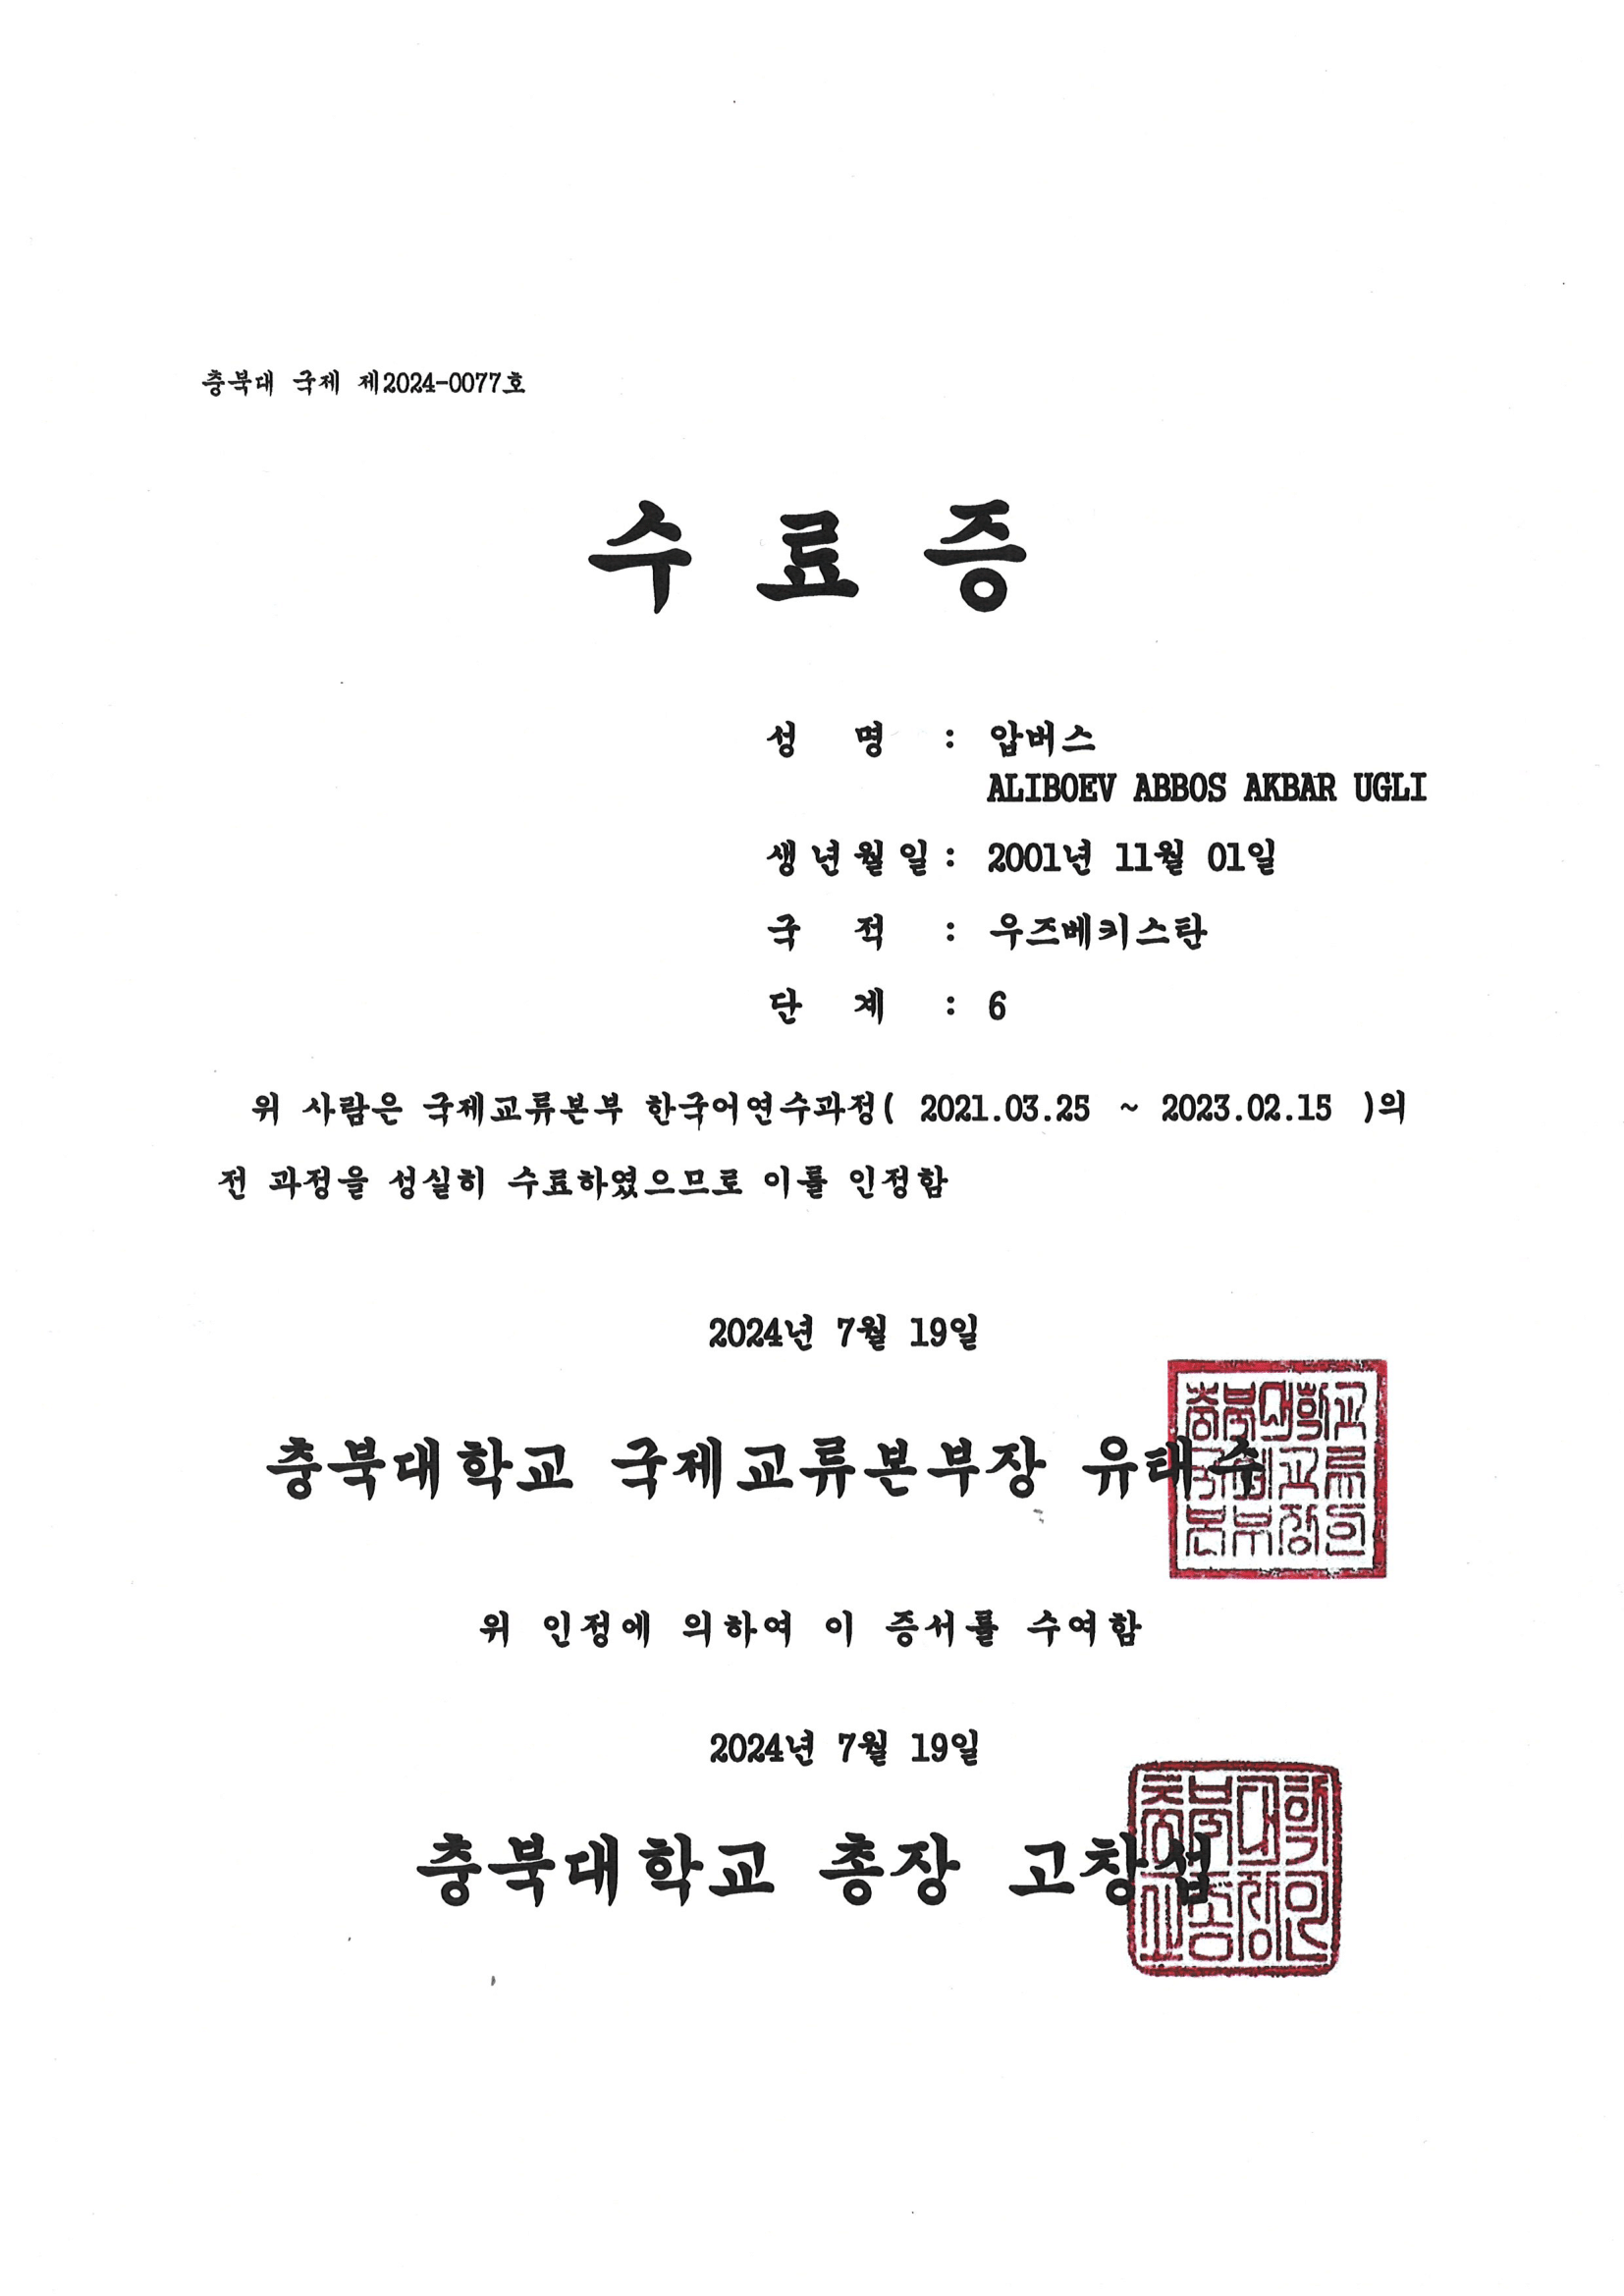 충북대 국제 제2024-0077호
수 료 증
성 명 : 압버스
ALIBOEV ABBOS AKBAR UGLI
생년월일: 2001년 11월 01일
국 적 : 우즈베키스탄
단 계 : 6
위 사람은 국제교류본부 한국어연수과정( 2021.03.25 ~ 2023.02.15 )의
전 과정을 성실히 수료하였으므로 이를 인정함
2024년 7월 19일
충북대학교 국제교류본부장 유태수
충북대학교
국제교류
본부장인
위 인정에 의하여 이 증서를 수여함
2024년 7월 19일
충북대학교 총장 고창섭
충북대학
교총장인